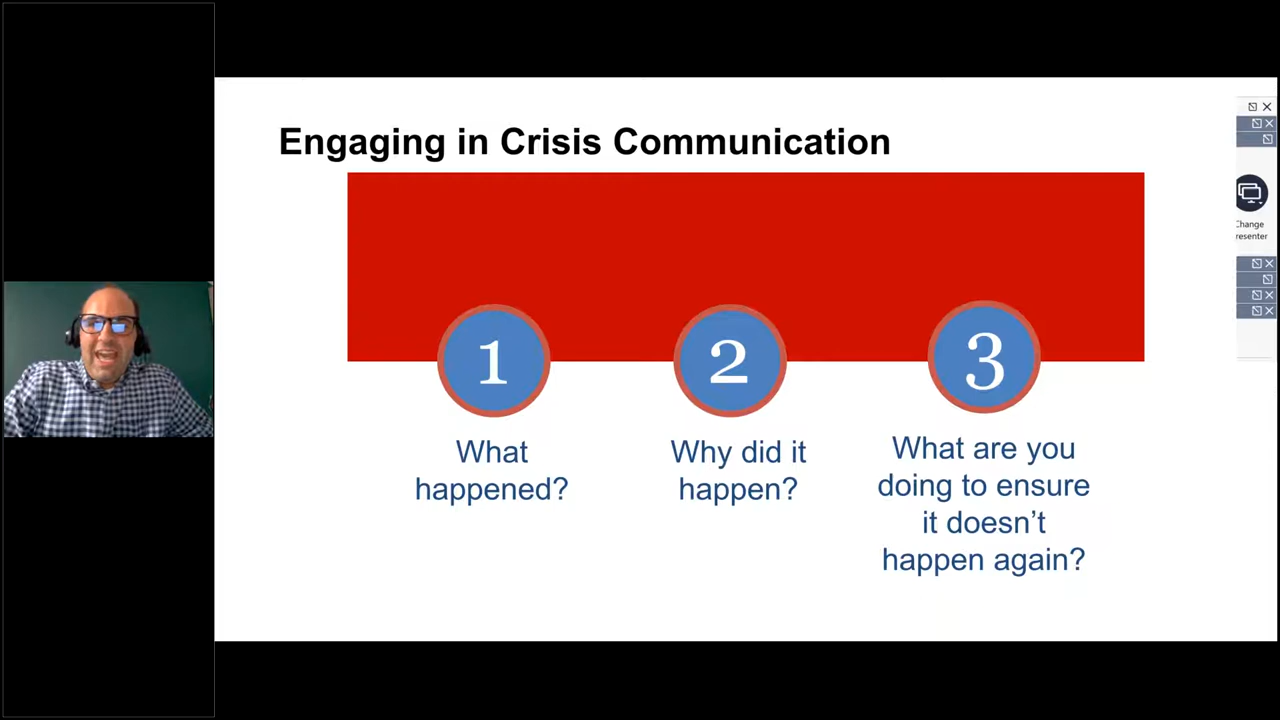 Engaging in Crisis Communication
1
2
3
What
happened?
Why did it
happen?
What are you
doing to ensure
it doesn’t
happen again?
Change
resenter